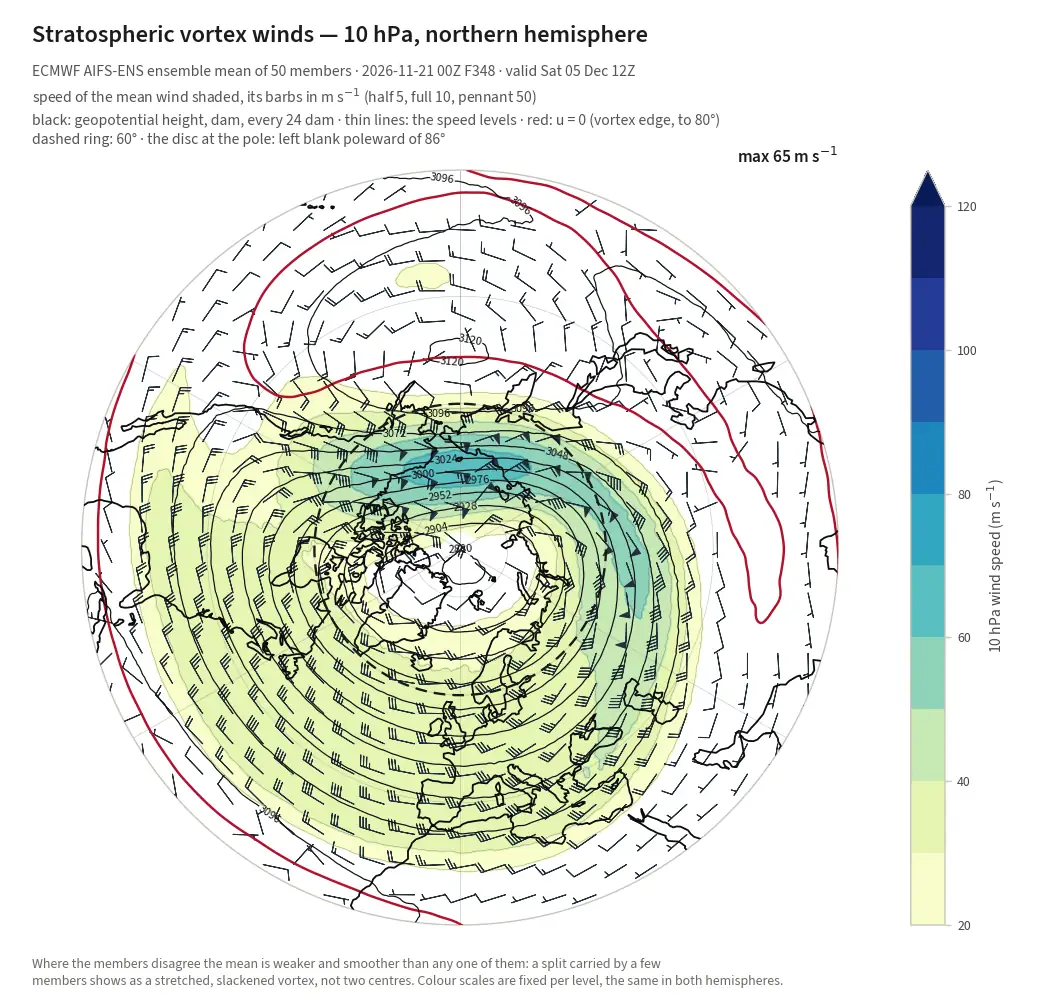 Stratospheric vortex winds — 10 hPa, northern hemisphere
ECMWF AIFS-ENS ensemble mean of 50 members · 2026-11-21 00Z F348 · valid Sat 05 Dec 12Z
speed of the mean wind shaded, its barbs in m s⁻¹ (half 5, full 10, pennant 50)
black: geopotential height, dam, every 24 dam · thin lines: the speed levels · red: u = 0 (vortex edge, to 80°)
dashed ring: 60° · the disc at the pole: left blank poleward of 86°
max 65 m s⁻¹
3096
3096
120
100
80
60
40
20
10 hPa wind speed (m s⁻¹)
3120
3120
3096
3048
3024
3000
2976
2952
2928
2904
3096
Where the members disagree the mean is weaker and smoother than any one of them: a split carried by a few
members shows as a stretched, slackened vortex, not two centres. Colour scales are fixed per level, the same in both hemispheres.